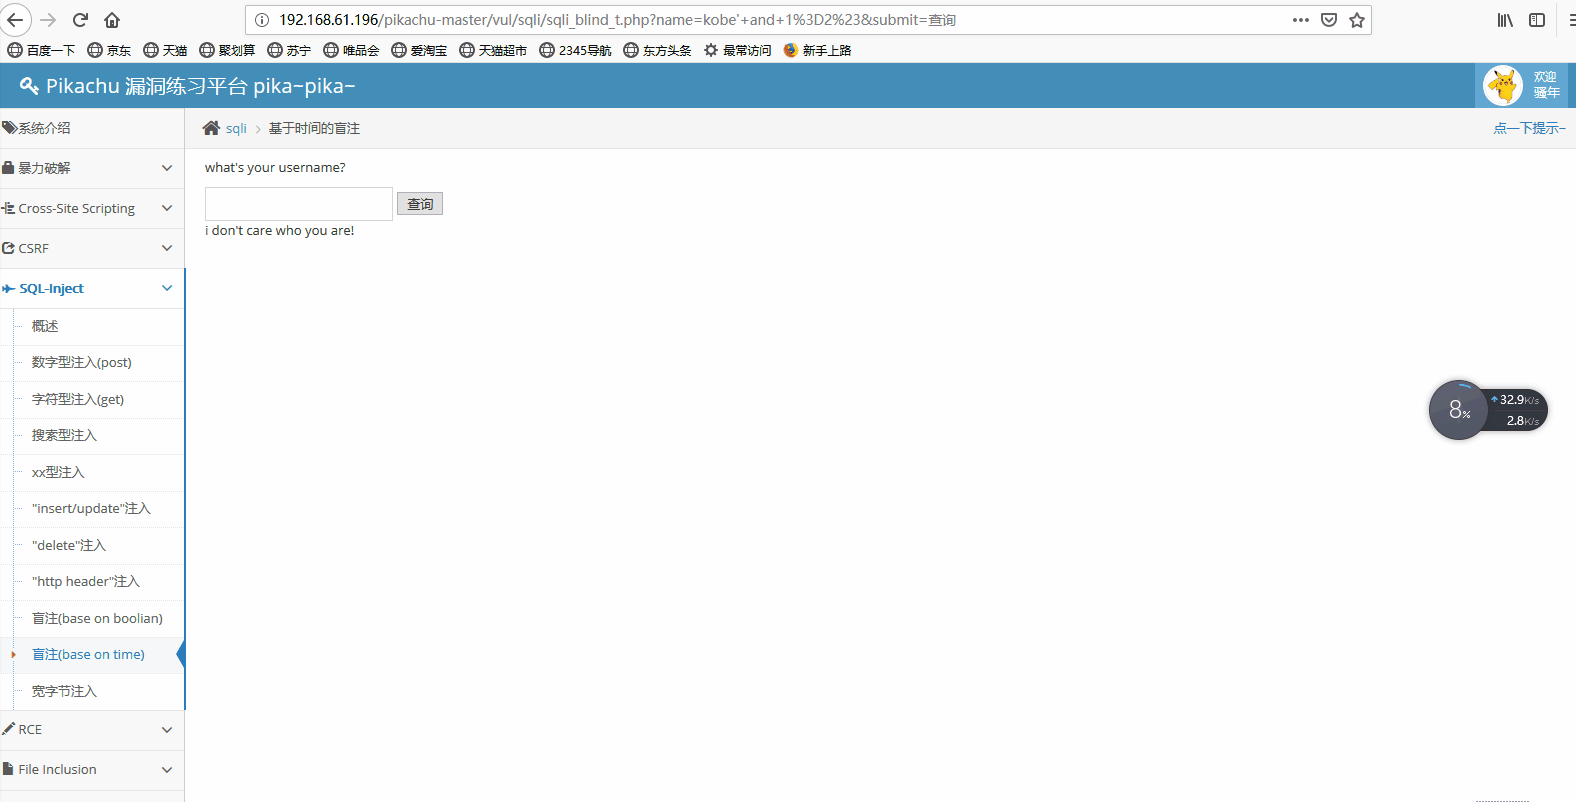 192.168.61.196/pikachu-master/vul/sqli/sqli_blind_t.php?name=kobe'+and+1%3D2%23&submit=查询
百度一下 京东 天猫 聚划算 苏宁 唯品会 爱淘宝 天猫超市 2345导航 东方头条 最常访问 新手上路
Pikachu 漏洞练习平台 pika~pika~
欢迎
骚年
系统介绍
sqli > 基于时间的盲注
点一下提示~
暴力破解
Cross-Site Scripting
CSRF
SQL-Inject
概述
数字型注入(post)
字符型注入(get)
搜索型注入
xx型注入
"insert/update"注入
"delete"注入
"http header"注入
盲注(base on boolian)
盲注(base on time)
宽字节注入
RCE
File Inclusion
what's your username?
查询
i don't care who you are!
8%
32.9K/s
2.8K/s